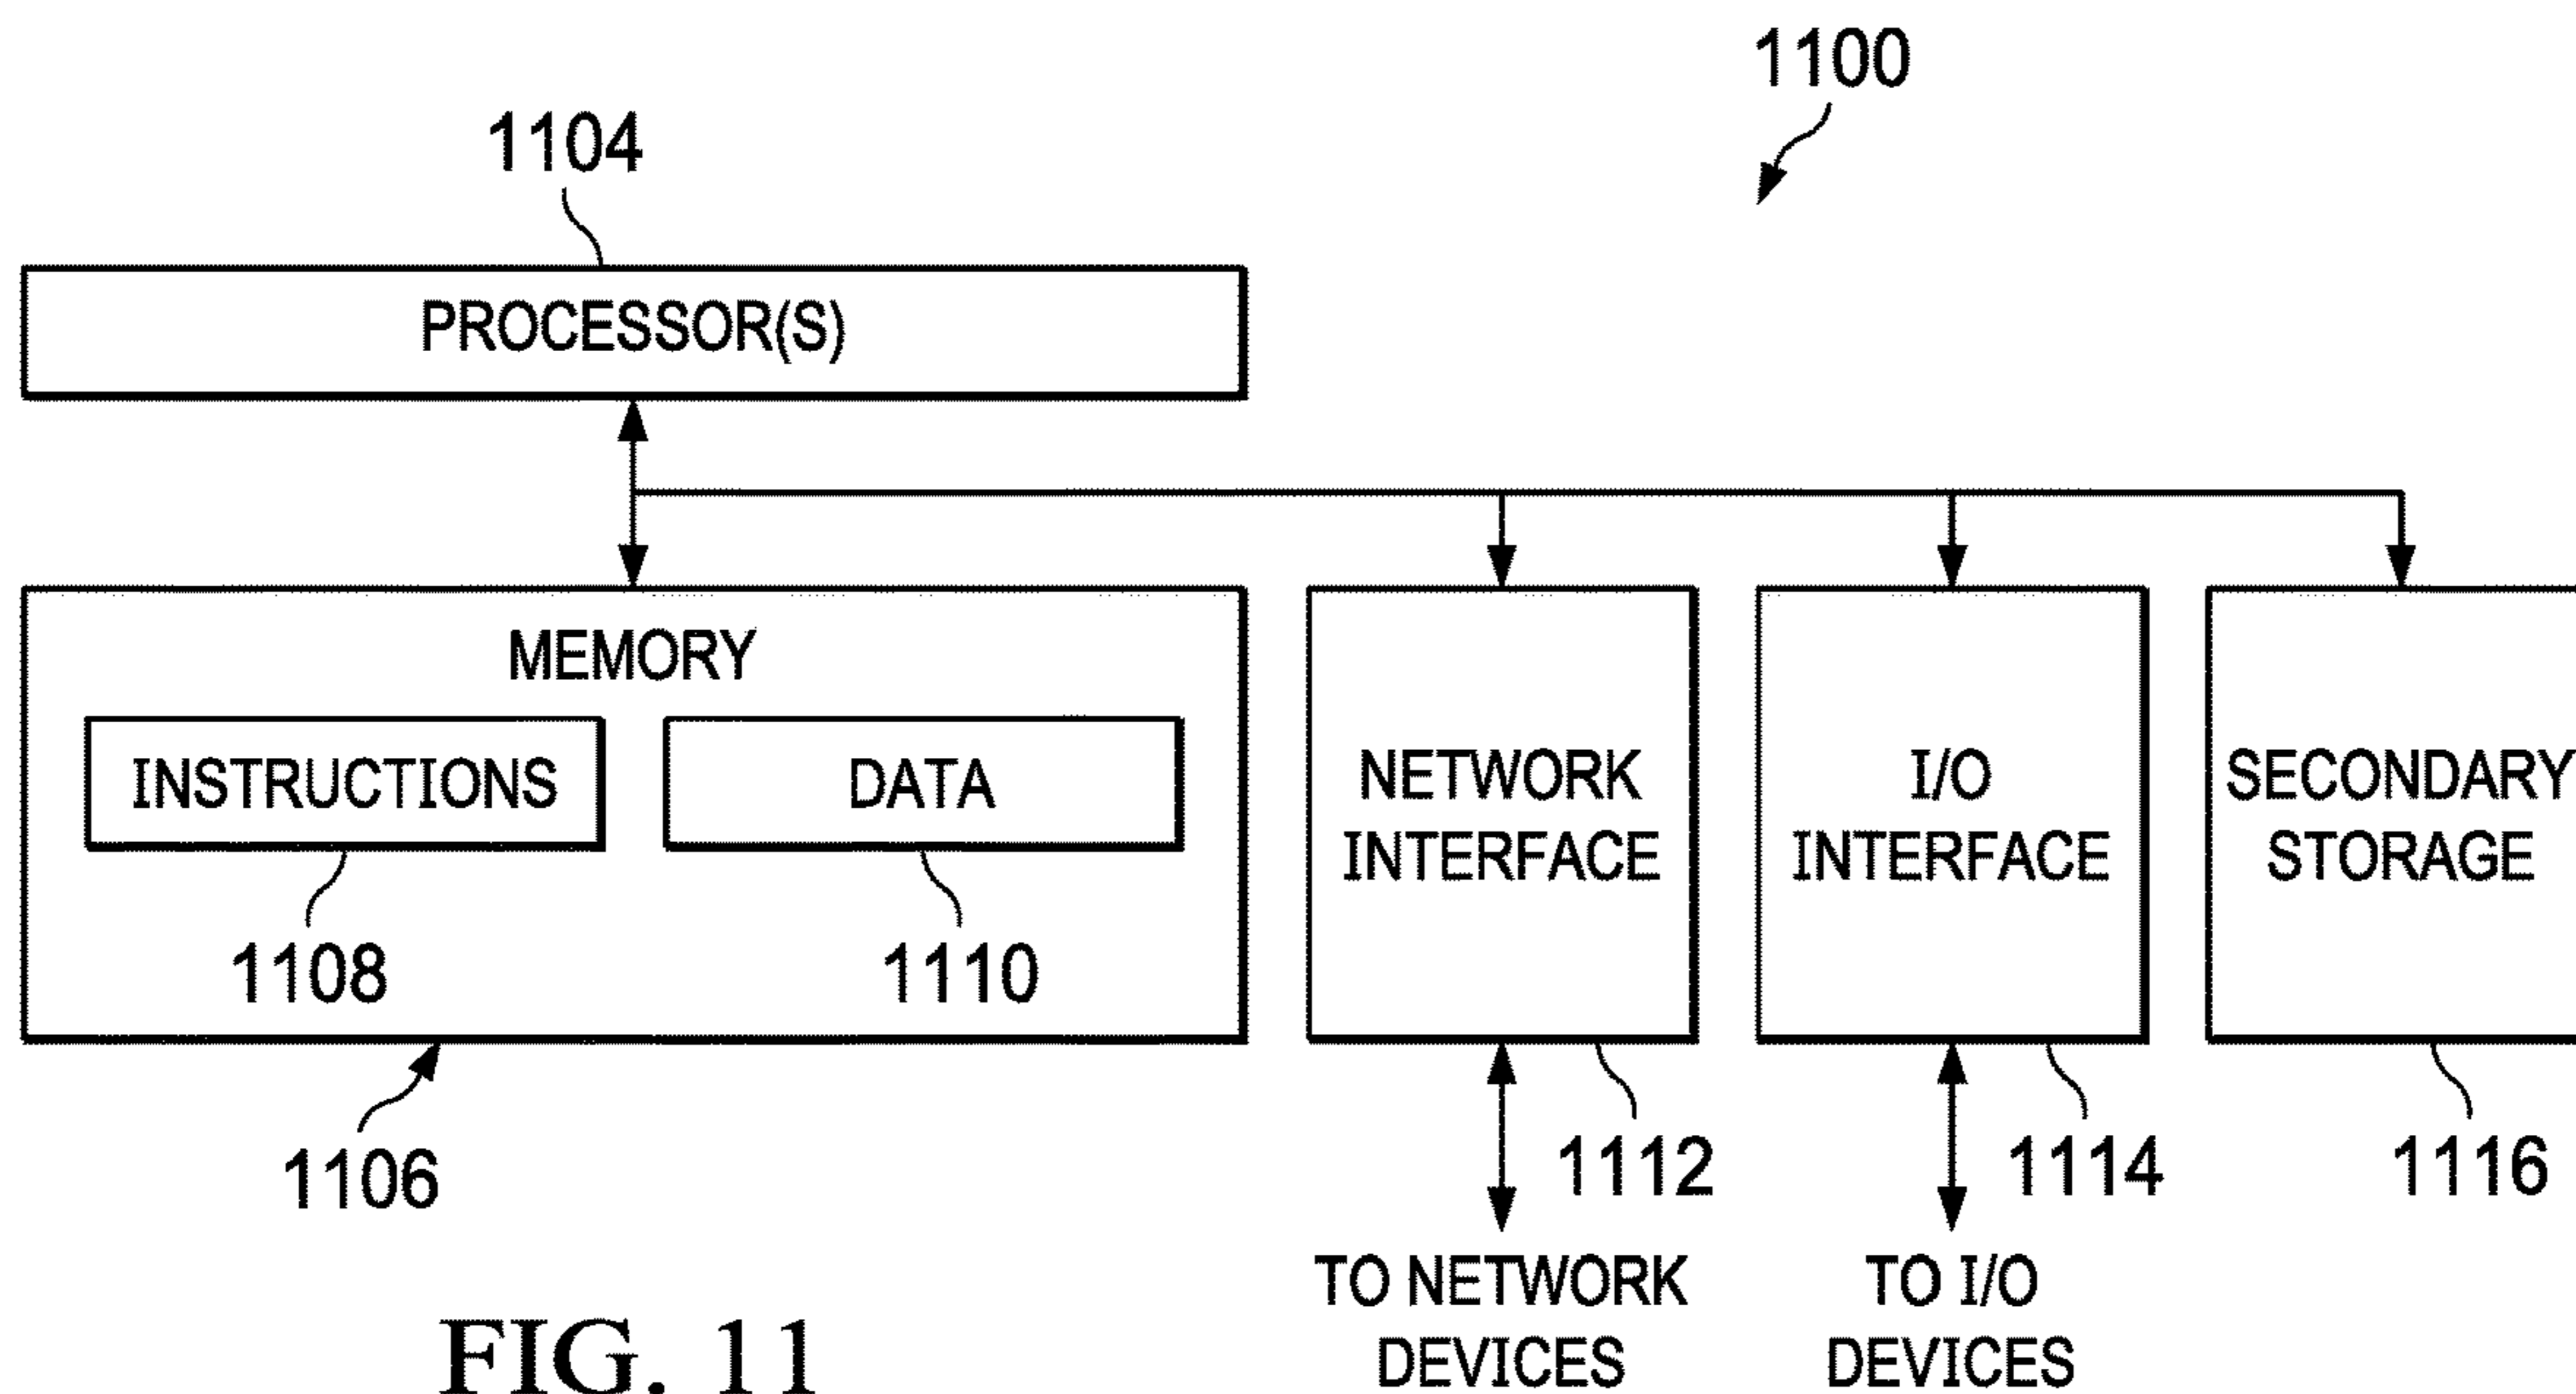 1100
1104
PROCESSOR(S)
MEMORY
INSTRUCTIONS
DATA
1108
1110
1106
NETWORK
INTERFACE
1112
TO NETWORK
DEVICES
I/O
INTERFACE
1114
TO I/O
DEVICES
SECONDARY
STORAGE
1116
FIG. 11